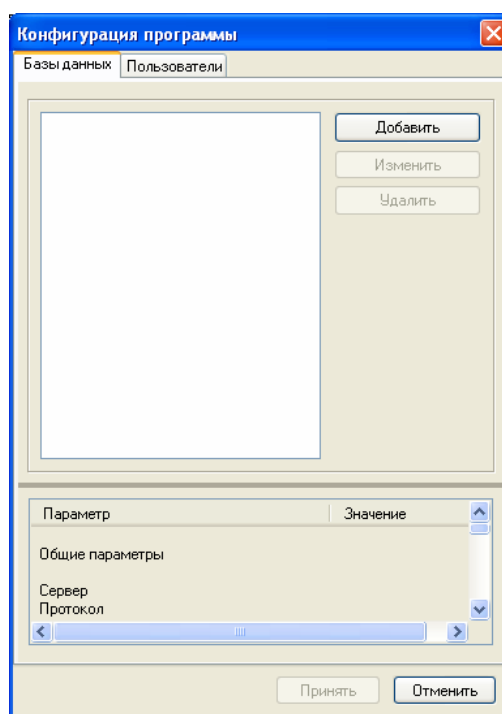 Конфигурация программы
Базы данных
Пользователи
Добавить
Изменить
Удалить
Параметр
Значение
Общие параметры
Сервер
Протокол
Принять
Отменить